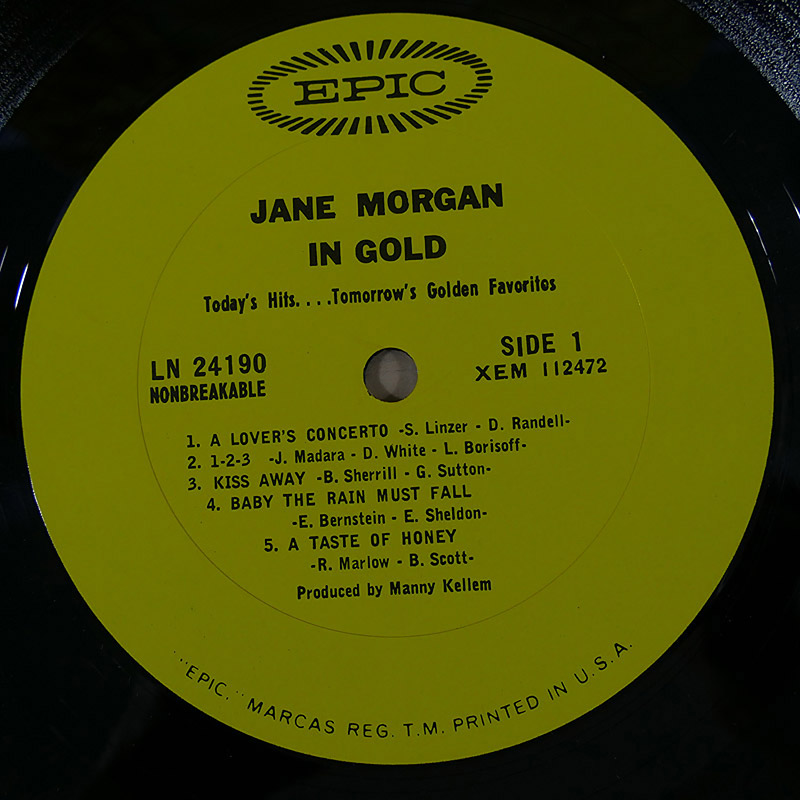 EPIC
JANE MORGAN
IN GOLD
Today's Hits....Tomorrow's Golden Favorites
LN 24190
NONBREAKABLE
SIDE 1
XEM 112472
1. A LOVER'S CONCERTO -S. Linzer - D. Randell-
2. 1-2-3 -J. Madara - D. White - L. Borisoff-
3. KISS AWAY -B. Sherrill - G. Sutton-
4. BABY THE RAIN MUST FALL
-E. Bernstein - E. Sheldon-
5. A TASTE OF HONEY
-R. Marlow - B. Scott-
Produced by Manny Kellem
"EPIC." MARCAS REG. T.M. PRINTED IN U.S.A.